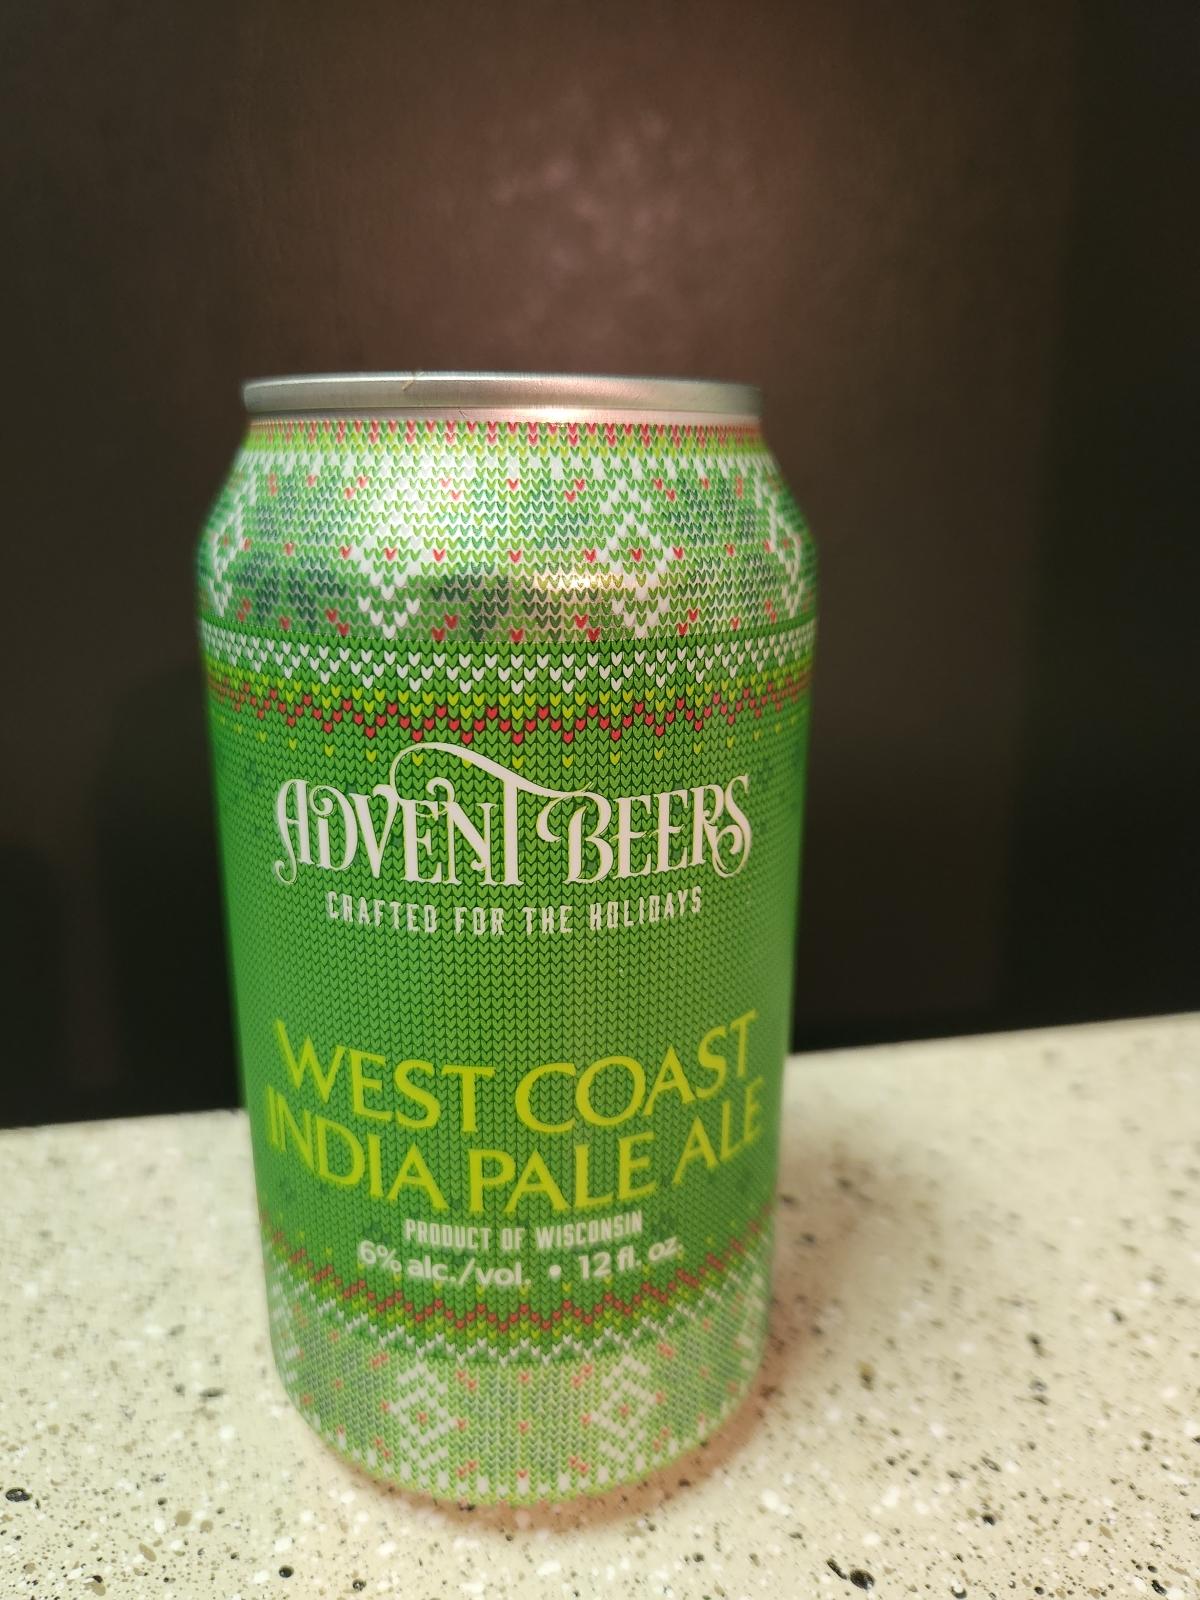 ADVENT BEERS
CRAFTED FOR THE HOLIDAYS
WEST COAST
INDIA PALE ALE
PRODUCT OF WISCONSIN
6% alc./vol. • 12 fl. oz.